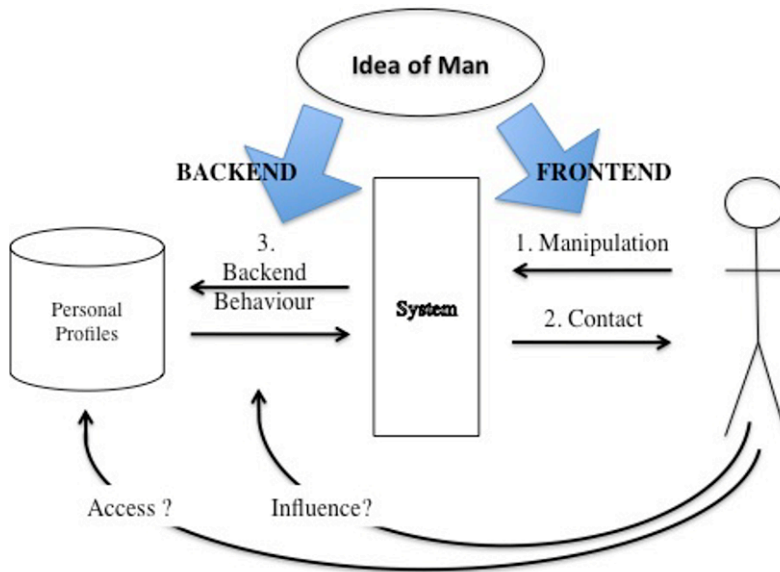 Idea of Man
BACKEND
FRONTEND
3.
Backend
Behaviour
1. Manipulation
Personal
Profiles
System
2. Contact
Access ?
Influence?